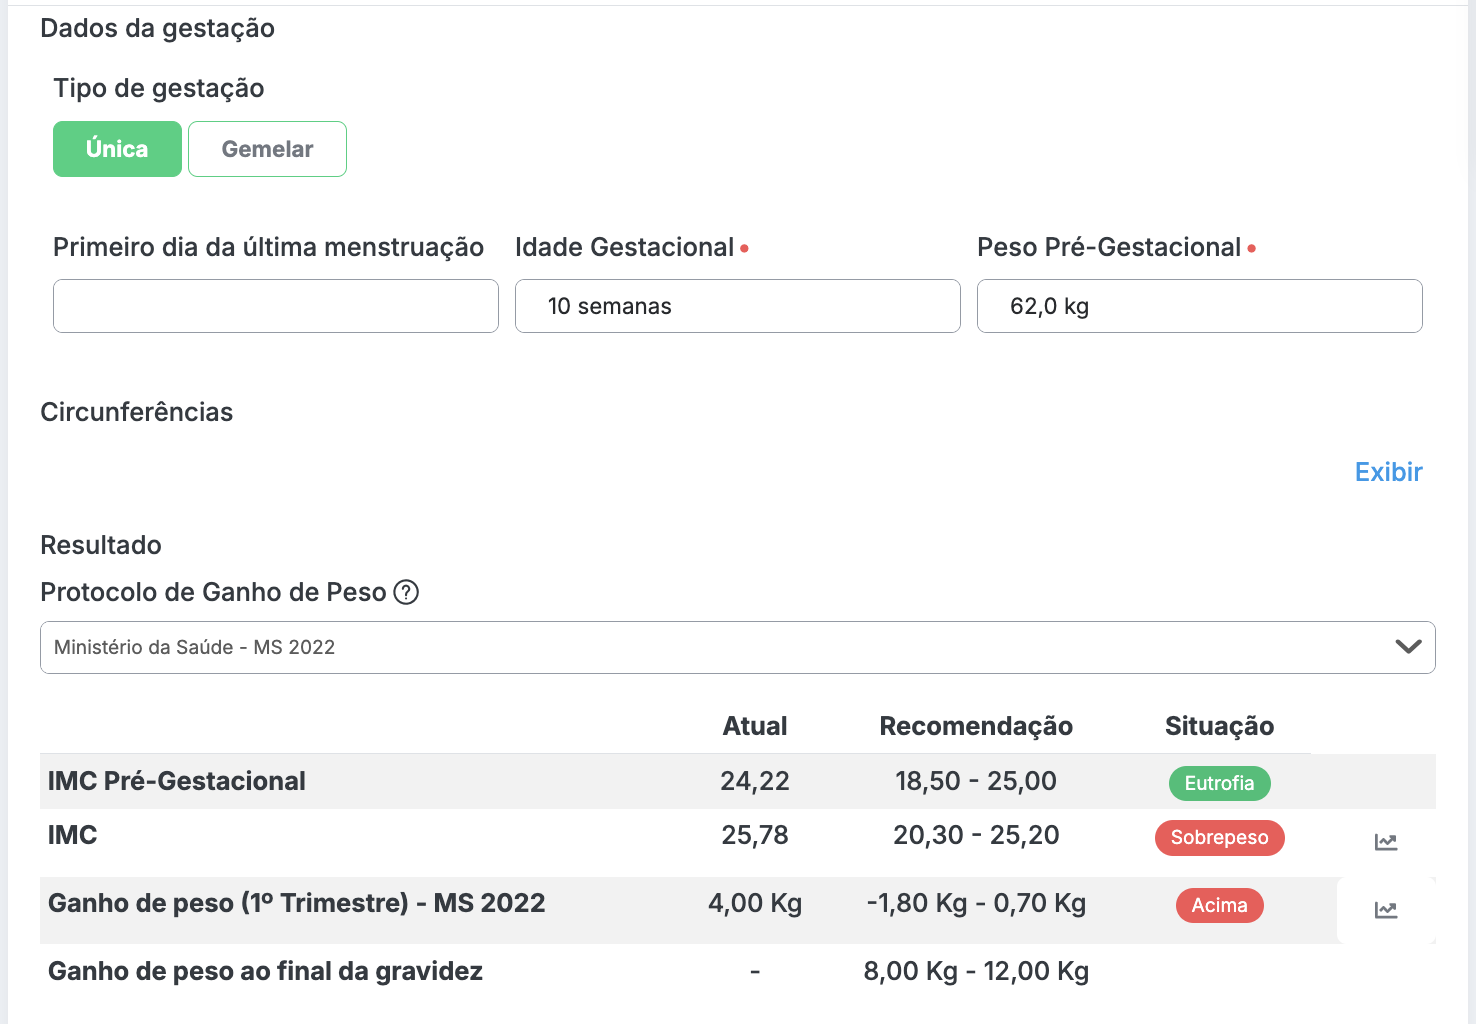 Dados da gestação
Tipo de gestação
Única Gemelar
Primeiro dia da última menstruação Idade Gestacional • Peso Pré-Gestacional •
10 semanas 62,0 kg
Circunferências
Exibir
Resultado
Protocolo de Ganho de Peso ?
Ministério da Saúde - MS 2022
Atual Recomendação Situação
IMC Pré-Gestacional 24,22 18,50 - 25,00 Eutrofia
IMC 25,78 20,30 - 25,20 Sobrepeso
Ganho de peso (1º Trimestre) - MS 2022 4,00 Kg -1,80 Kg - 0,70 Kg Acima
Ganho de peso ao final da gravidez - 8,00 Kg - 12,00 Kg